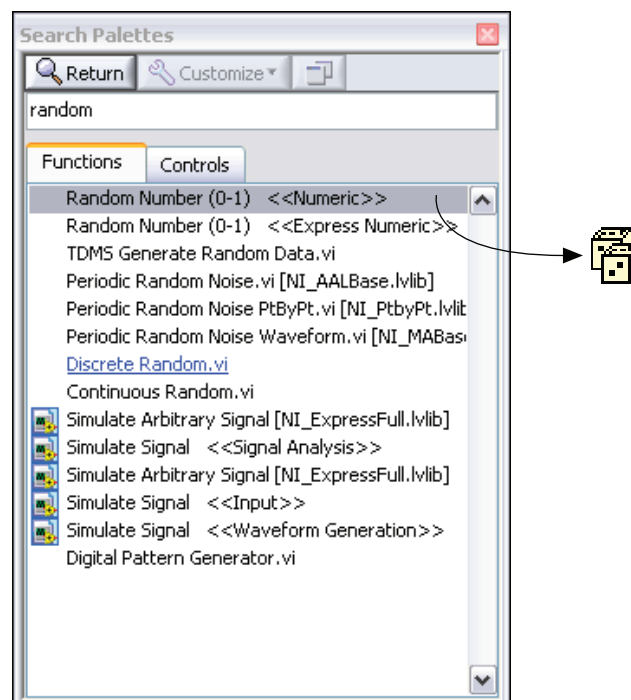 Search Palettes
Return Customize
random
Functions Controls
Random Number (0-1) <<Numeric>>
Random Number (0-1) <<Express Numeric>>
TDMS Generate Random Data.vi
Periodic Random Noise.vi [NI_AALBase.lvlib]
Periodic Random Noise PtByPt.vi [NI_PtbyPt.lvlib
Periodic Random Noise Waveform.vi [NI_MABas
Discrete Random.vi
Continuous Random.vi
Simulate Arbitrary Signal [NI_ExpressFull.lvlib]
Simulate Signal <<Signal Analysis>>
Simulate Arbitrary Signal [NI_ExpressFull.lvlib]
Simulate Signal <<Input>>
Simulate Signal <<Waveform Generation>>
Digital Pattern Generator.vi